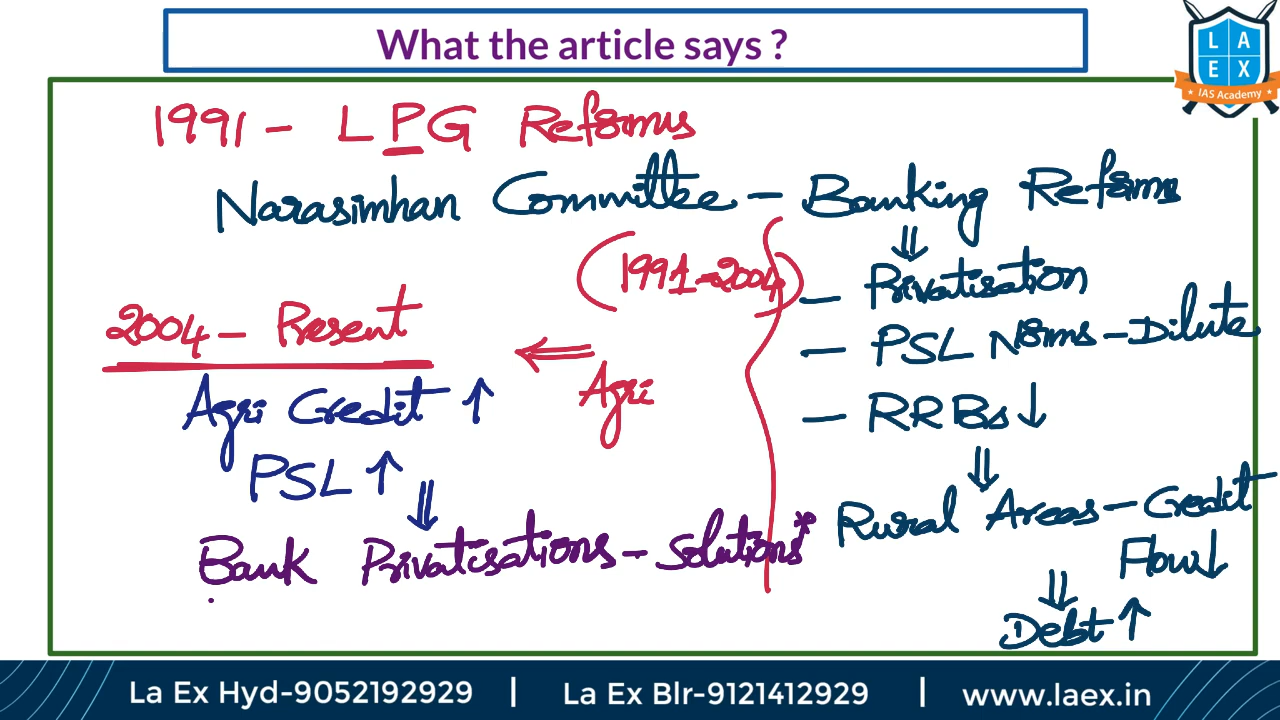 What the article says ?
L A
E X
IAS Academy
1991 - LPG Reforms
Narasimhan Committee - Banking Reforms
(1991-2004)
- Privatisation
- PSL Norms - Dilute
- RRBs ↓
Rural Areas - Credit
Flow ↓
Debt ↑
Agri
2004 - Present
Agri Credit ↑
PSL ↑
Bank Privatisations - Solutions*
La Ex Hyd-9052192929 | La Ex Blr-9121412929 | www.laex.in